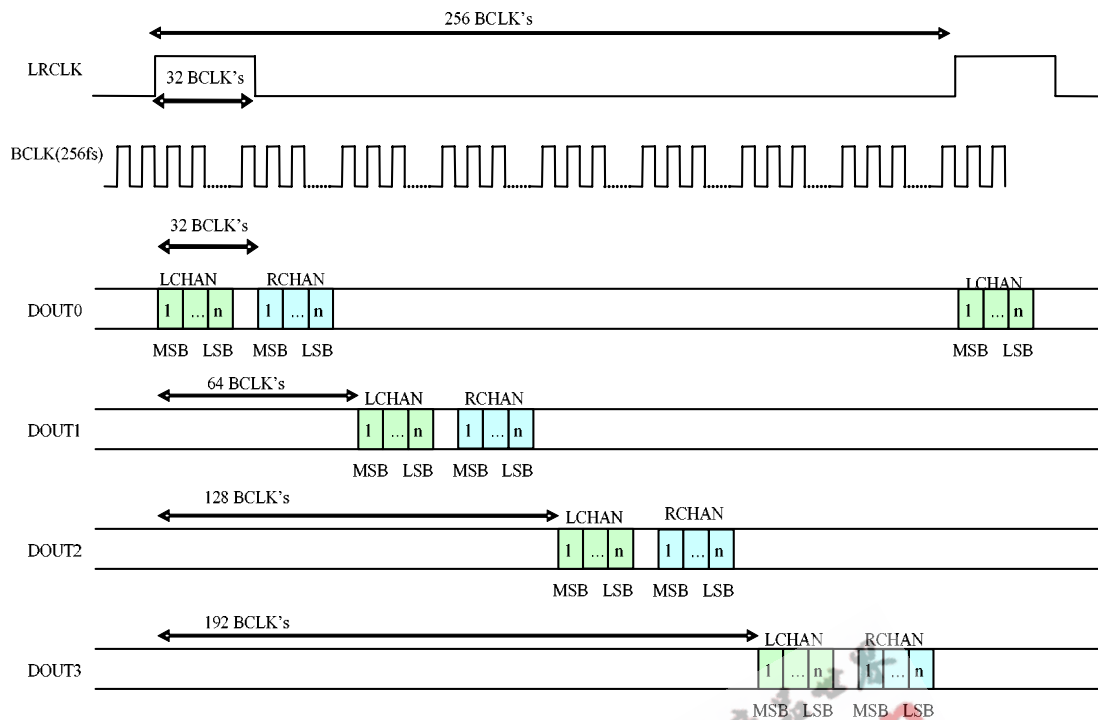 256 BCLK's
LRCLK
32 BCLK's
BCLK(256fs)
32 BCLK's
LCHAN RCHAN LCHAN
DOUT0 1 ... n 1 ... n 1 ... n
MSB LSB MSB LSB MSB LSB
64 BCLK's
LCHAN RCHAN
DOUT1 1 ... n 1 ... n
MSB LSB MSB LSB
128 BCLK's
LCHAN RCHAN
DOUT2 1 ... n 1 ... n
MSB LSB MSB LSB
192 BCLK's
LCHAN RCHAN
DOUT3 1 ... n 1 ... n
MSB LSB MSB LSB